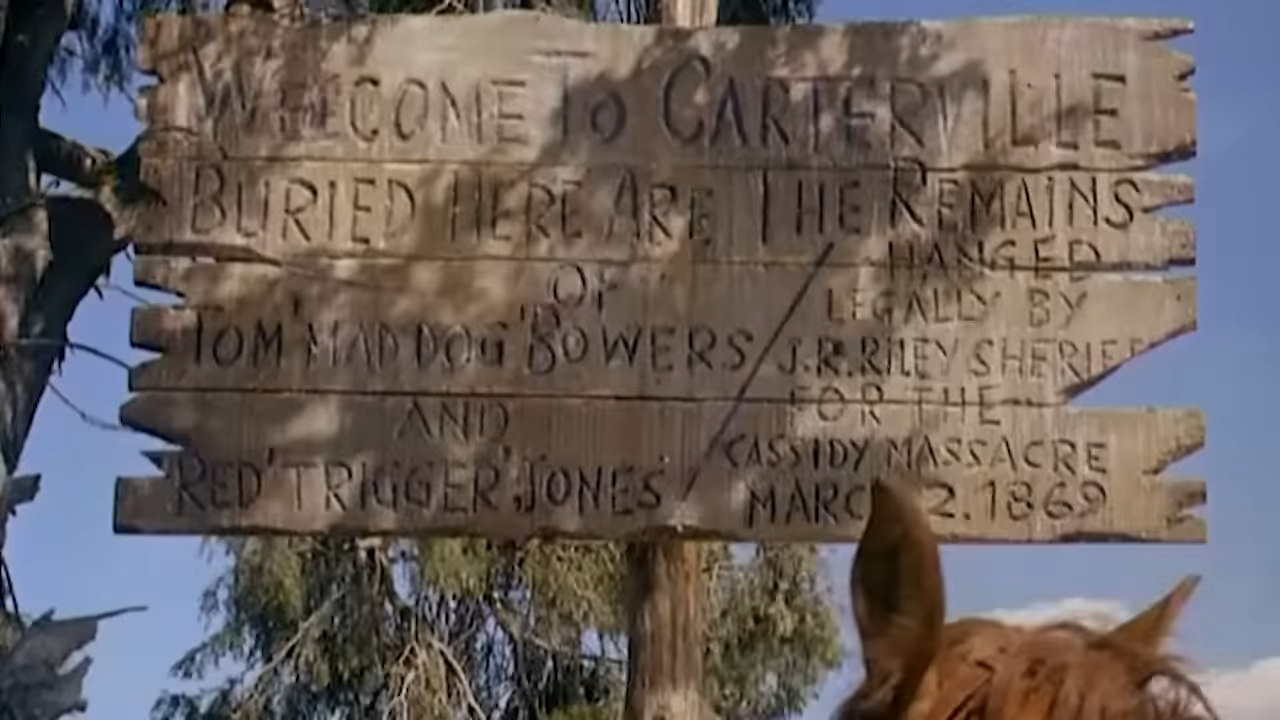 WELCOME To CARTERVILLE
BURIED HERE ARE THE REMAINS
OF
TOM 'MAD DOG' BOWERS
AND
RED 'TRIGGER' JONES
HANGED
LEGALLY BY
J.R.RILEY SHERIFF
FOR THE
CASSIDY MASSACRE
MARC 2.1869